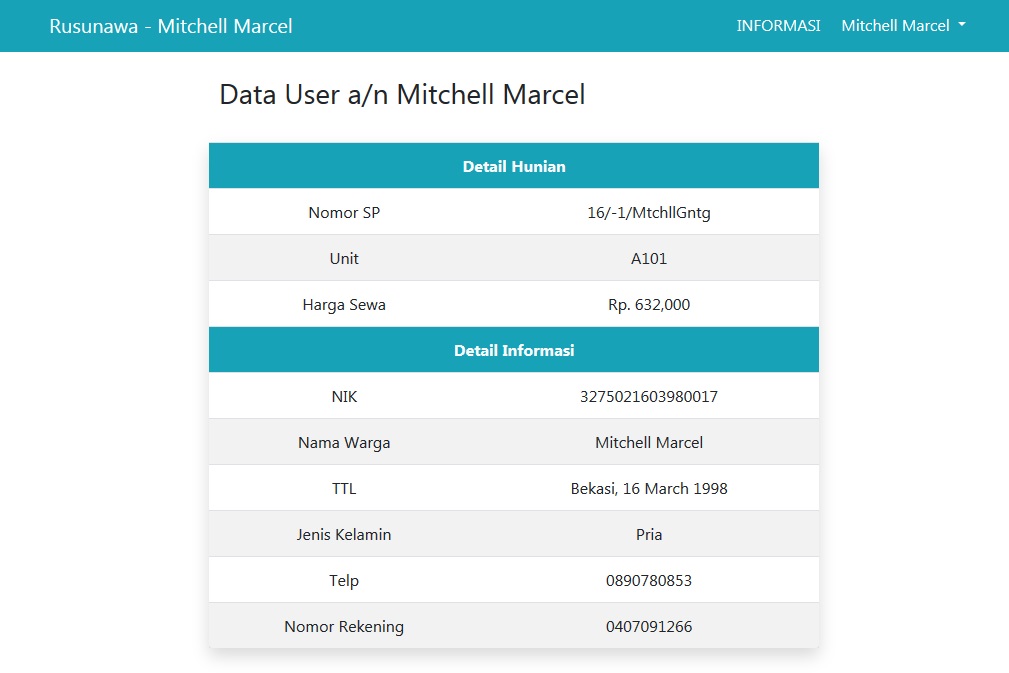 Rusunawa - Mitchell Marcel INFORMASI Mitchell Marcel
Data User a/n Mitchell Marcel
Detail Hunian
Nomor SP 16/-1/MtchllGntg
Unit A101
Harga Sewa Rp. 632,000
Detail Informasi
NIK 3275021603980017
Nama Warga Mitchell Marcel
TTL Bekasi, 16 March 1998
Jenis Kelamin Pria
Telp 0890780853
Nomor Rekening 0407091266